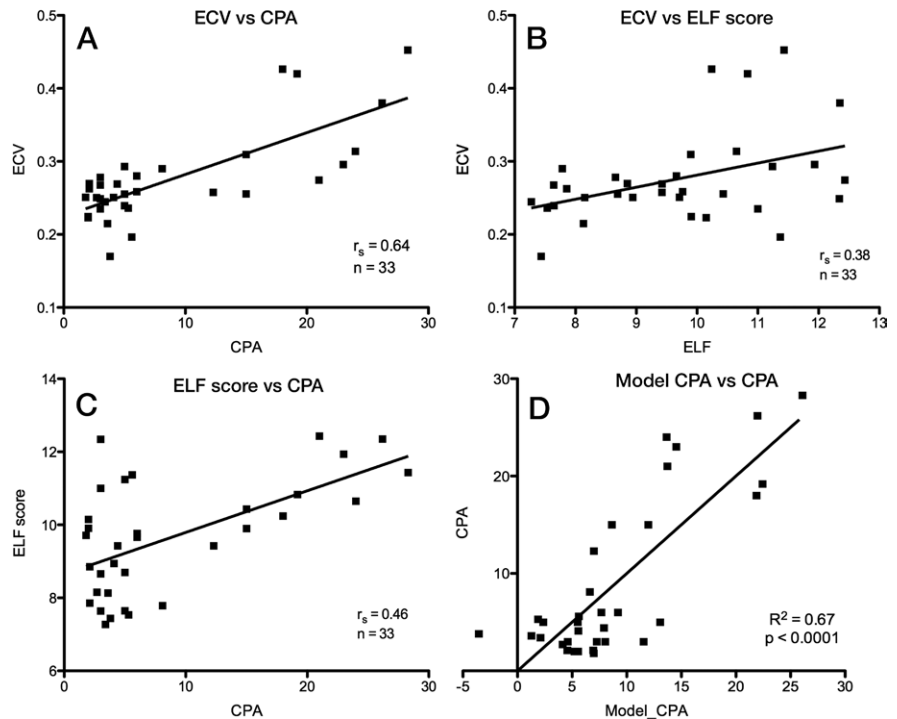 ECV vs CPA
A
0.5
0.4
0.3
0.2
0.1
ECV
0
10
20
30
CPA
r_s = 0.64
n = 33
ECV vs ELF score
B
0.5
0.4
0.3
0.2
0.1
ECV
7
8
9
10
11
12
13
ELF
r_s = 0.38
n = 33
ELF score vs CPA
C
14
12
10
8
6
ELF score
0
10
20
30
CPA
r_s = 0.46
n = 33
Model CPA vs CPA
D
30
20
10
CPA
-5
0
5
10
15
20
25
30
Model_CPA
R² = 0.67
p < 0.0001